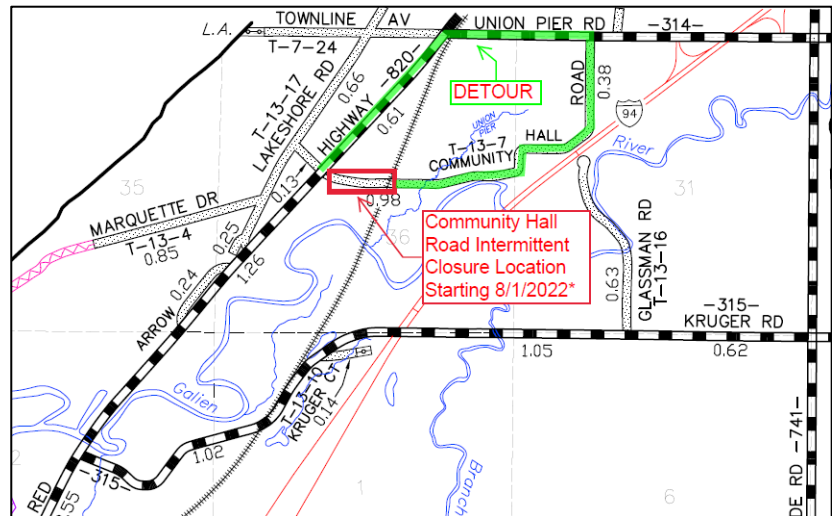 L.A.
TOWNLINE AV
UNION PIER RD
-314-
T-7-24
T-13-17
LAKESHORE RD
0.66
HIGHWAY -820-
0.61
DETOUR
UNION
PIER
ROAD
0.38
94
River
T-13-7
COMMUNITY HALL
0.13
35
MARQUETTE DR
T-13-4
0.85
0.25
0.24
ARROW
1.26
0.98
36
31
Community Hall
Road Intermittent
Closure Location
Starting 8/1/2022*
GLASSMAN RD
T-13-16
0.63
-315-
KRUGER RD
1.05
0.62
Galien
T-13-10
KRUGER CT
0.14
1.02
-315-
RED
0.55
2
1
6
Branch
DE RD -741-